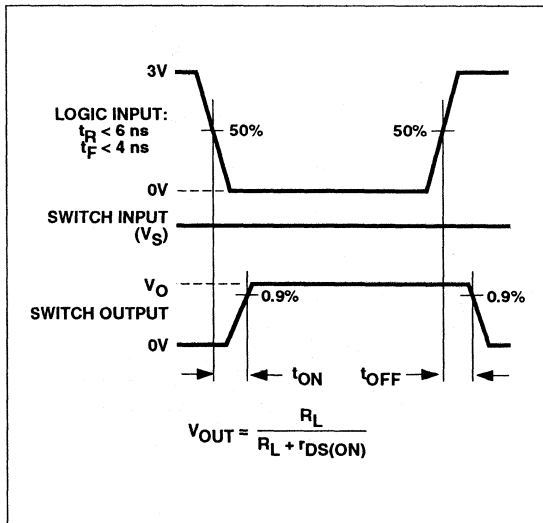 3V
LOGIC INPUT:
tR < 6 ns
tF < 4 ns
50%
50%
0V
SWITCH INPUT
(VS)
VO
0.9%
0.9%
SWITCH OUTPUT
0V
tON
tOFF
VOUT = RL / RL + rDS(ON)